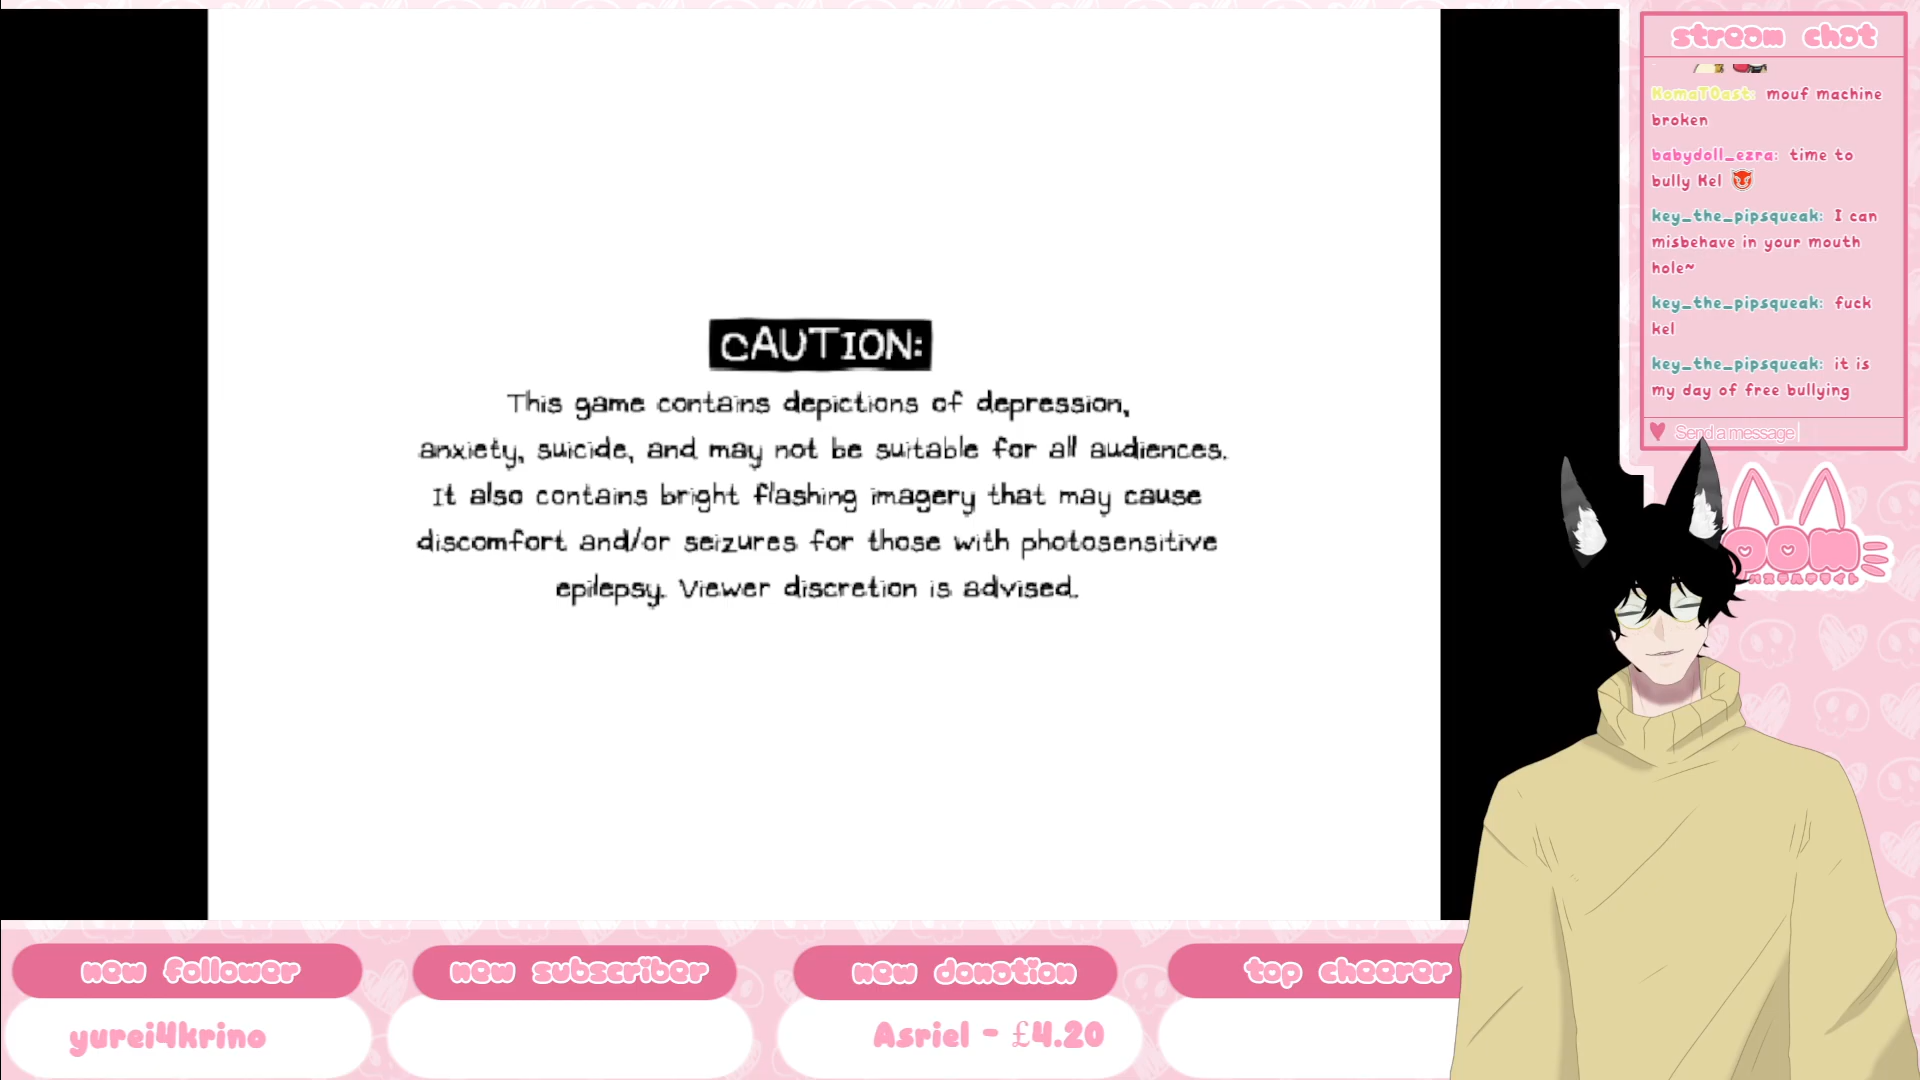 CAUTION:
This game contains depictions of depression,
anxiety, suicide, and may not be suitable for all audiences.
It also contains bright flashing imagery that may cause
discomfort and/or seizures for those with photosensitive
epilepsy. Viewer discretion is advised.
stream chat
KomaT0ast: mouf machine
broken
babydoll_ezra: time to
bully Kel
key_the_pipsqueak: I can
misbehave in your mouth
hole~
key_the_pipsqueak: fuck
kel
key_the_pipsqueak: it is
my day of free bullying
Send a message
OOM
new follower
new subscriber
new donation
top cheerer
yurei4krino
Asriel - £4.20